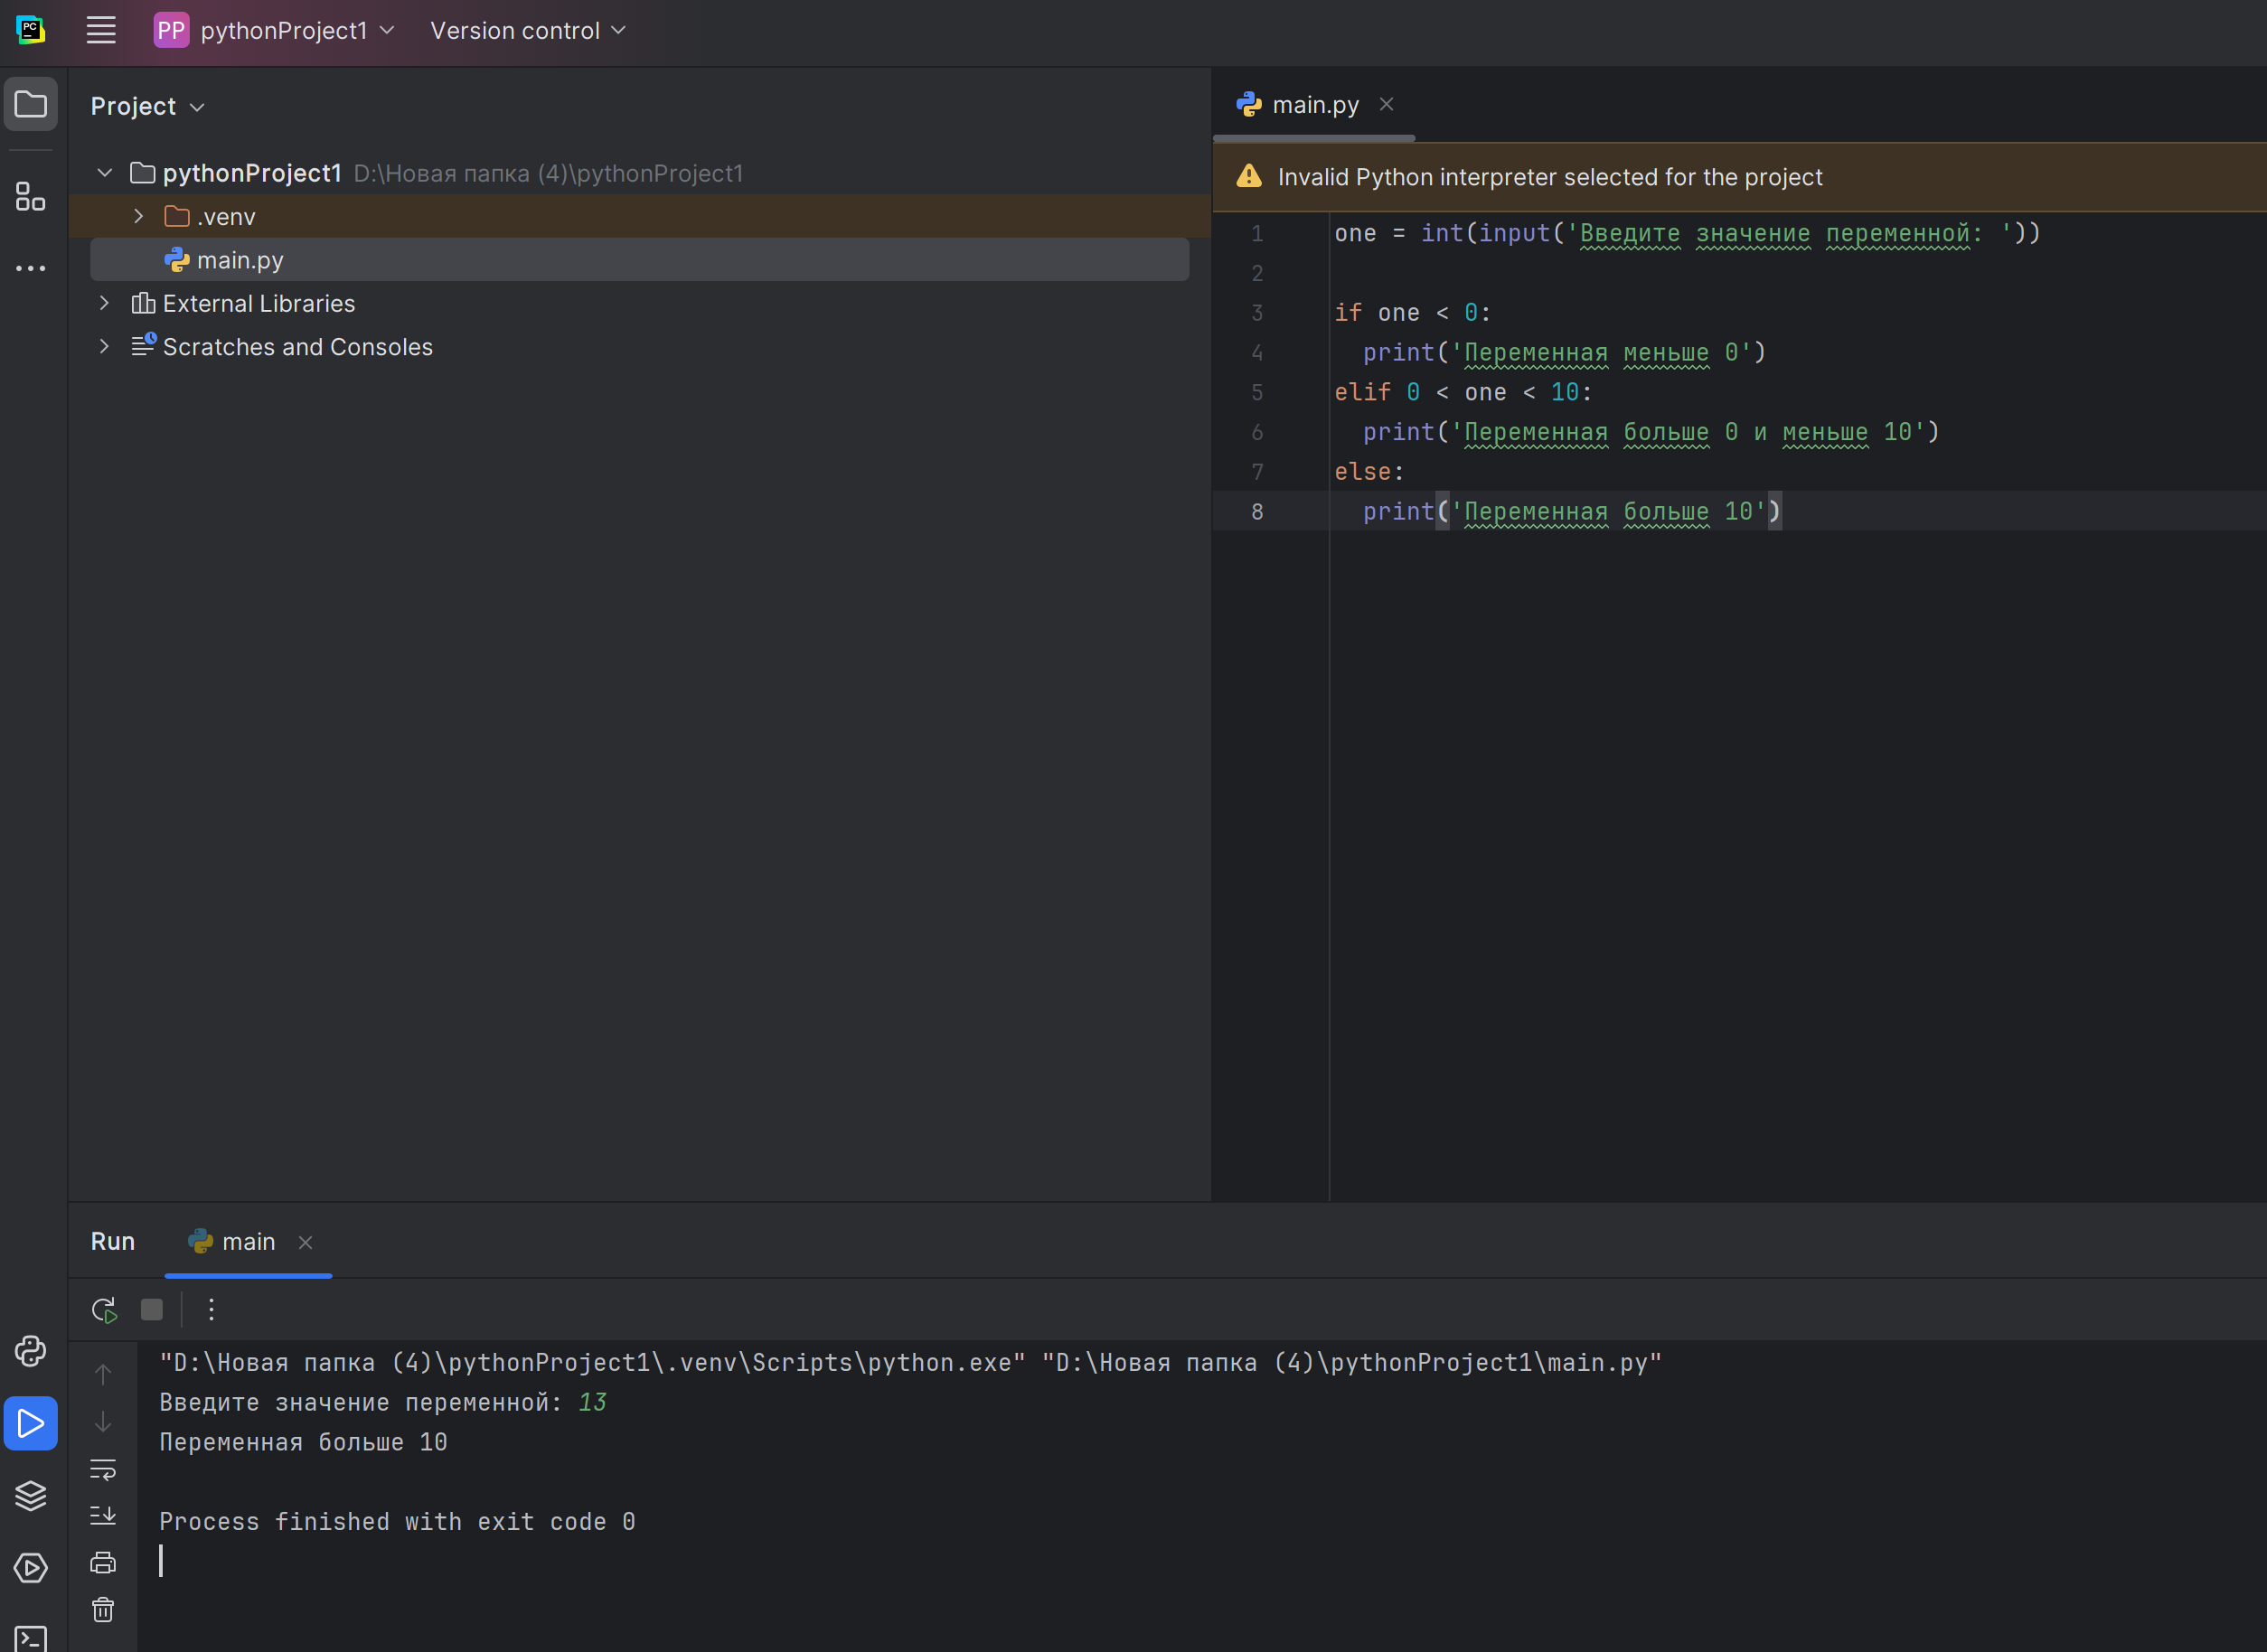 PC
PP pythonProject1 Version control
Project
pythonProject1 D:\Новая папка (4)\pythonProject1
.venv
main.py
External Libraries
Scratches and Consoles
main.py
Invalid Python interpreter selected for the project
1 one = int(input('Введите значение переменной: '))
2
3 if one < 0:
4 print('Переменная меньше 0')
5 elif 0 < one < 10:
6 print('Переменная больше 0 и меньше 10')
7 else:
8 print('Переменная больше 10')
Run main
"D:\Новая папка (4)\pythonProject1\.venv\Scripts\python.exe" "D:\Новая папка (4)\pythonProject1\main.py"
Введите значение переменной: 13
Переменная больше 10
Process finished with exit code 0